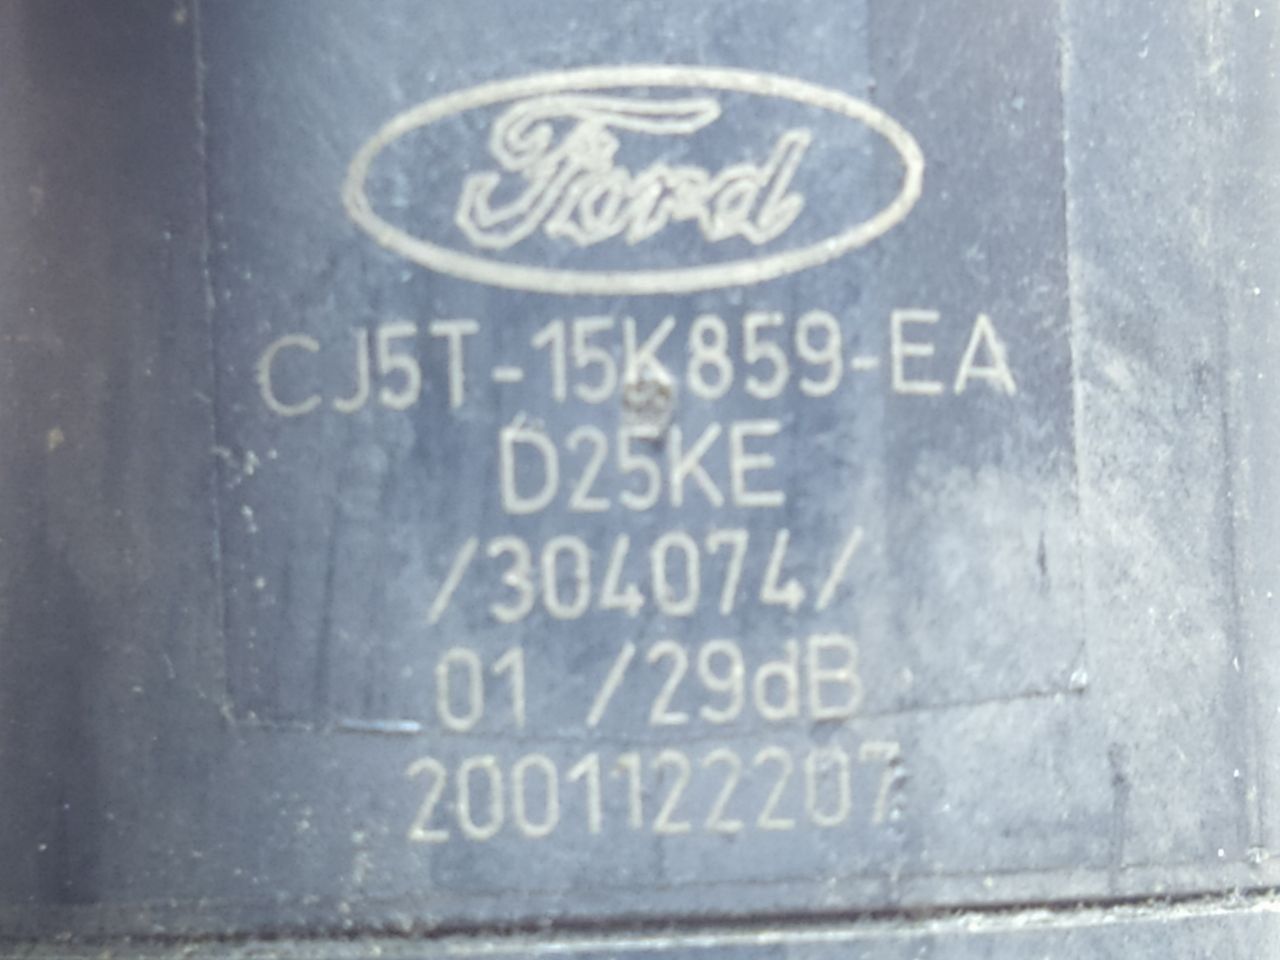 Ford
CJ5T-15K859-EA
D25KE
/304074/
01 /29dB
2001122207